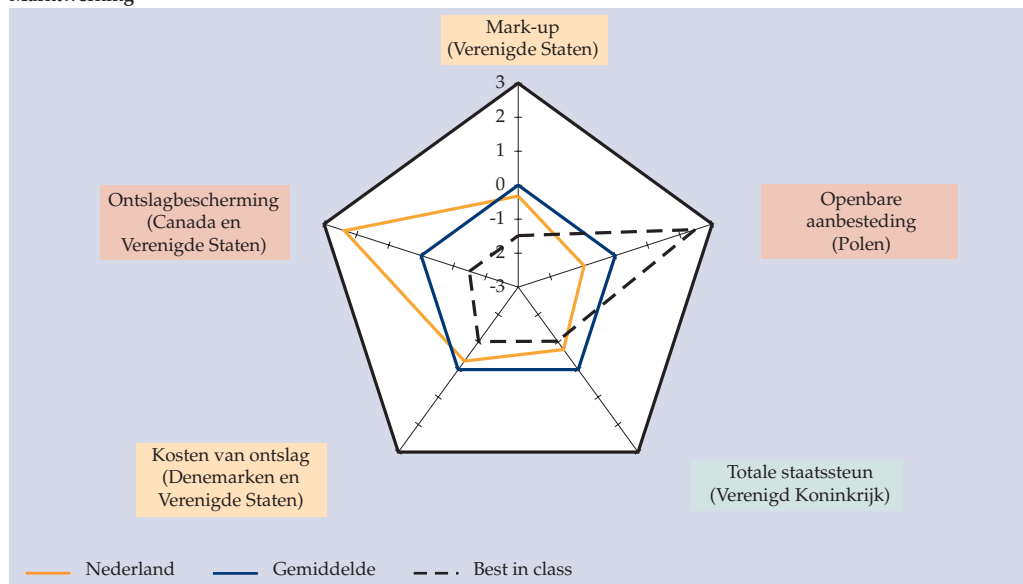 Marktwerking
Mark-up
(Verenigde Staten)
3
2
1
0
-1
-2
-3
Ontslagbescherming
(Canada en
Verenigde Staten)
Openbare
aanbesteding
(Polen)
Kosten van ontslag
(Denemarken en
Verenigde Staten)
Totale staatssteun
(Verenigd Koninkrijk)
Nederland
Gemiddelde
Best in class